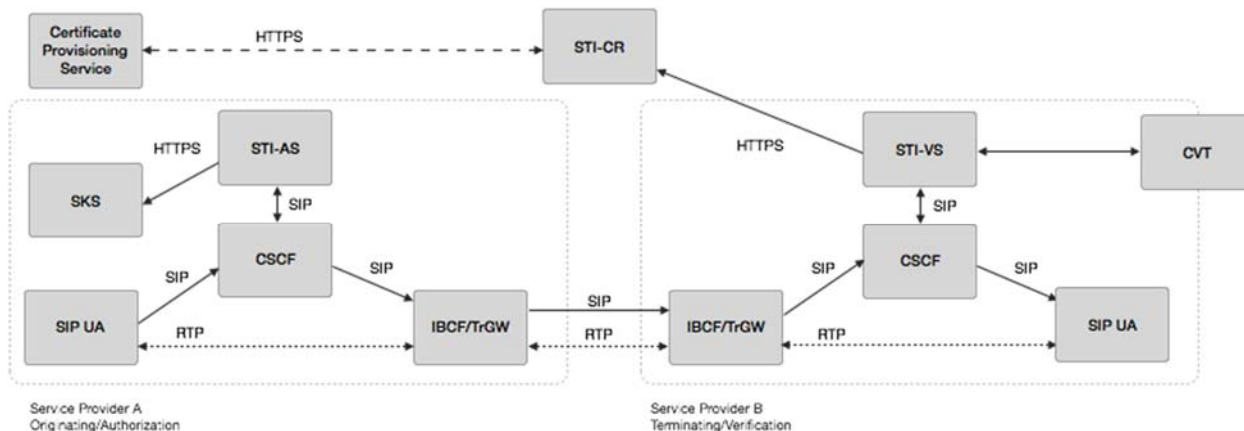 Certificate
Provisioning
Service
HTTPS
STI-CR
HTTPS
STI-AS
HTTPS
STI-VS
CVT
SKS
SIP
SIP
CSCF
CSCF
SIP
SIP
SIP
SIP
SIP UA
SIP
IBCF/TrGW
IBCF/TrGW
SIP UA
RTP
RTP
RTP
Service Provider A
Originating/Authorization
Service Provider B
Terminating/Verification